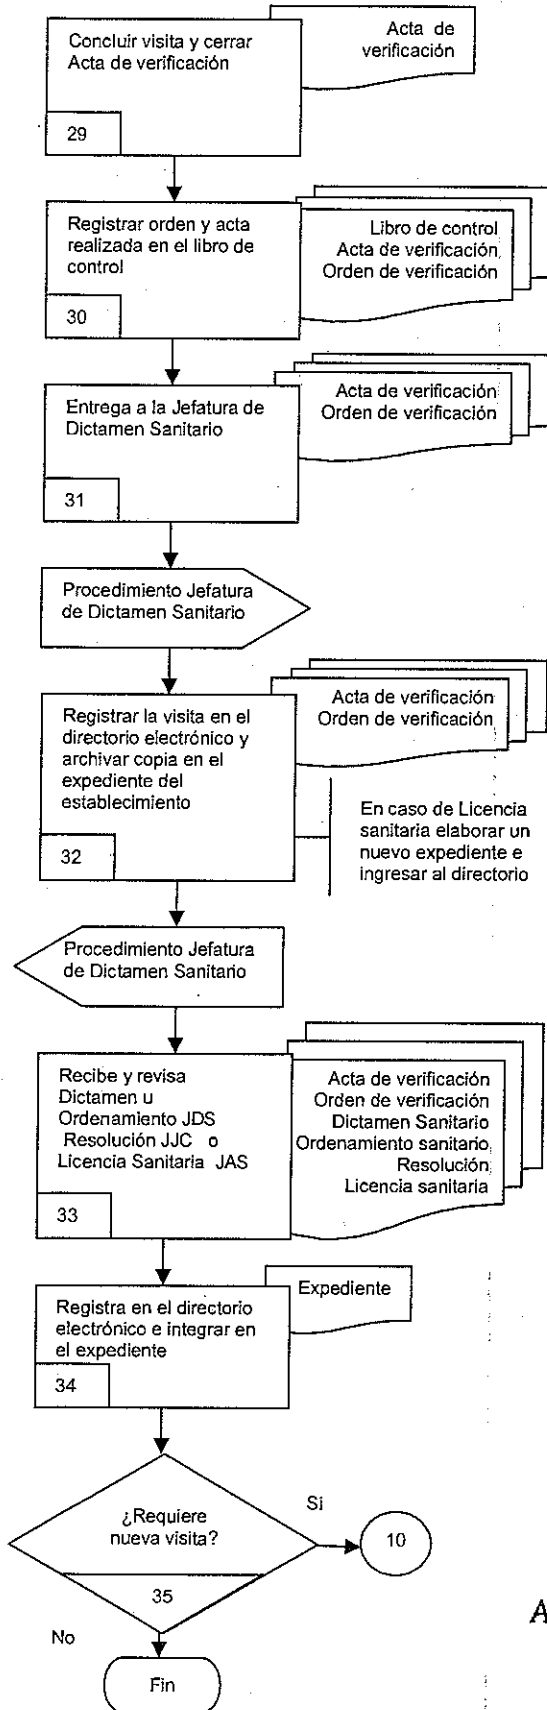 Concluir visita y cerrar
Acta de verificación
29
Acta de
verificación
Registrar orden y acta
realizada en el libro de
control
30
Libro de control
Acta de verificación
Orden de verificación
Entrega a la Jefatura de
Dictamen Sanitario
31
Acta de verificación
Orden de verificación
Procedimiento Jefatura
de Dictamen Sanitario
Registrar la visita en el
directorio electrónico y
archivar copia en el
expediente del
establecimiento
32
Acta de verificación
Orden de verificación
En caso de Licencia
sanitaria elaborar un
nuevo expediente e
ingresar al directorio
Procedimiento Jefatura
de Dictamen Sanitario
Recibe y revisa
Dictamen u
Ordenamiento JDS
Resolución JJC o
Licencia Sanitaria JAS
33
Acta de verificación
Orden de verificación
Dictamen Sanitario
Ordenamiento sanitario
Resolución
Licencia sanitaria
Registra en el directorio
electrónico e integrar en
el expediente
34
Expediente
¿Requiere
nueva visita?
35
Si
10
No
Fin
A